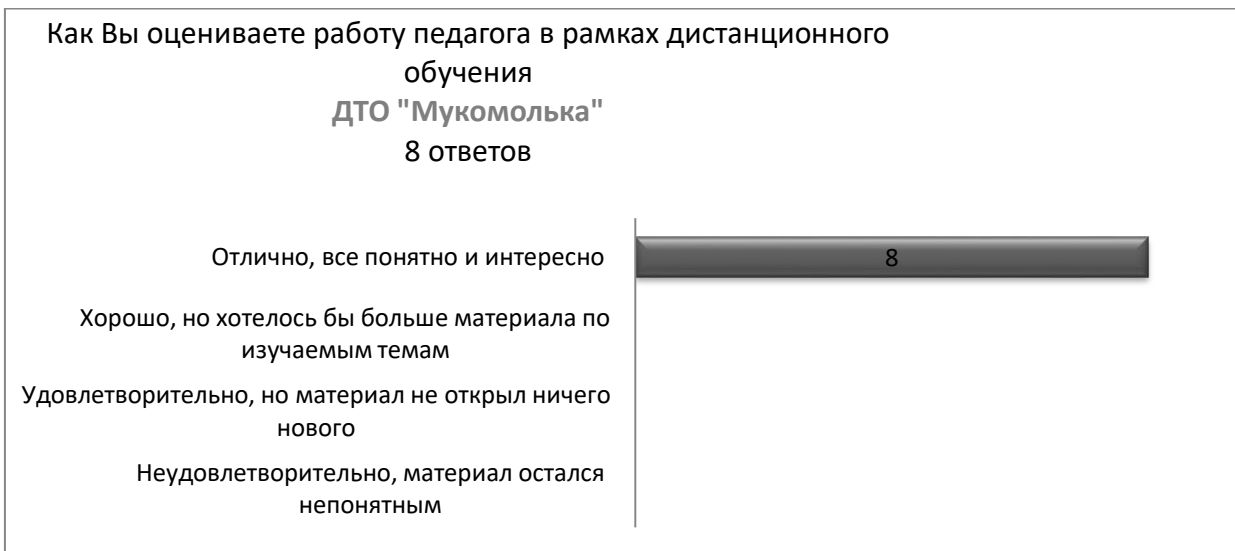 Как Вы оцениваете работу педагога в рамках дистанционного
обучения
ДТО "Мукомолька"
8 ответов
Отлично, все понятно и интересно
8
Хорошо, но хотелось бы больше материала по
изучаемым темам
Удовлетворительно, но материал не открыл ничего
нового
Неудовлетворительно, материал остался
непонятным